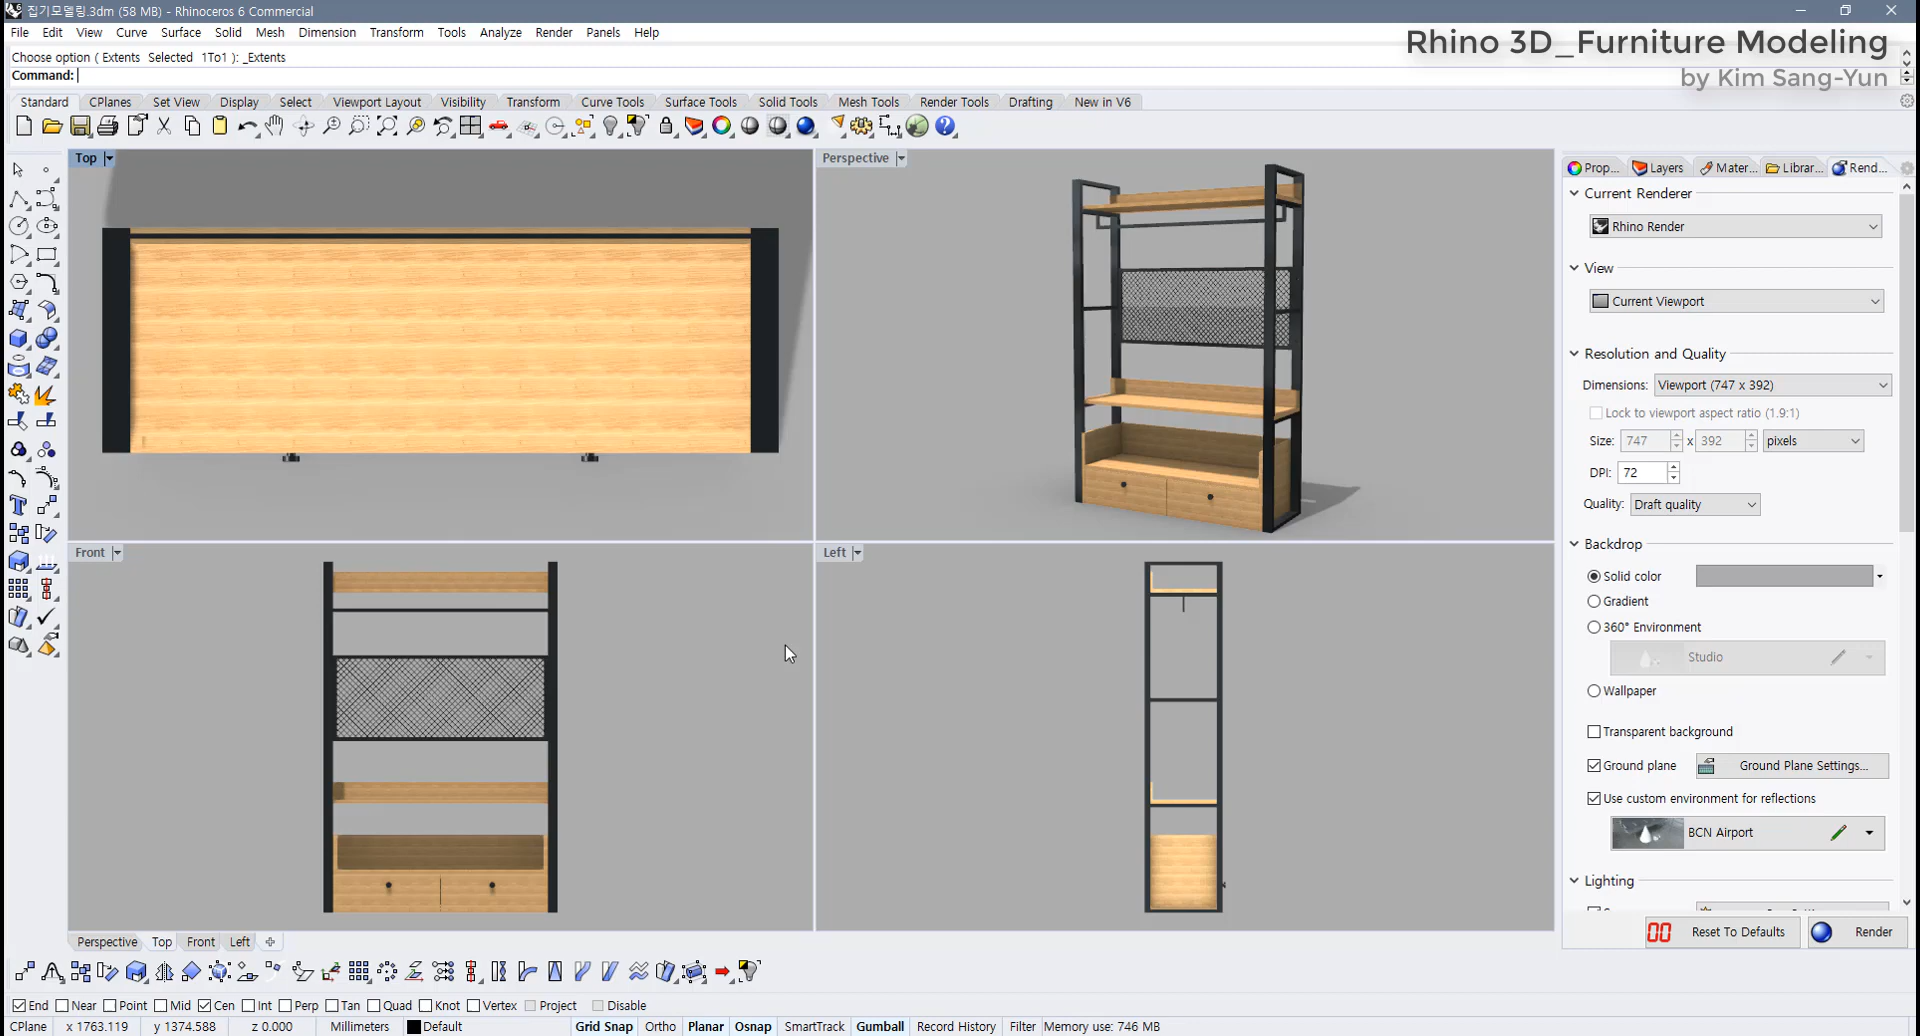 집기모델링.3dm (58 MB) - Rhinoceros 6 Commercial
File Edit View Curve Surface Solid Mesh Dimension Transform Tools Analyze Render Panels Help
Rhino 3D_Furniture Modeling
by Kim Sang-Yun
Choose option ( Extents Selected 1To1 ): _Extents
Command:
Standard CPlanes Set View Display Select Viewport Layout Visibility Transform Curve Tools Surface Tools Solid Tools Mesh Tools Render Tools Drafting New in V6
Top
Perspective
Front
Left
Prop... Layers Mater... Librar... Rend...
Current Renderer
Rhino Render
View
Current Viewport
Resolution and Quality
Dimensions: Viewport (747 x 392)
Lock to viewport aspect ratio (1.9:1)
Size: 747 x 392 pixels
DPI: 72
Quality: Draft quality
Backdrop
Solid color
Gradient
360° Environment
Studio
Wallpaper
Transparent background
Ground plane Ground Plane Settings...
Use custom environment for reflections
BCN Airport
Lighting
00 Reset To Defaults Render
Perspective Top Front Left
End Near Point Mid Cen Int Perp Tan Quad Knot Vertex Project Disable
CPlane x 1763.119 y 1374.588 z 0.000 Millimeters Default Grid Snap Ortho Planar Osnap SmartTrack Gumball Record History Filter Memory use: 746 MB